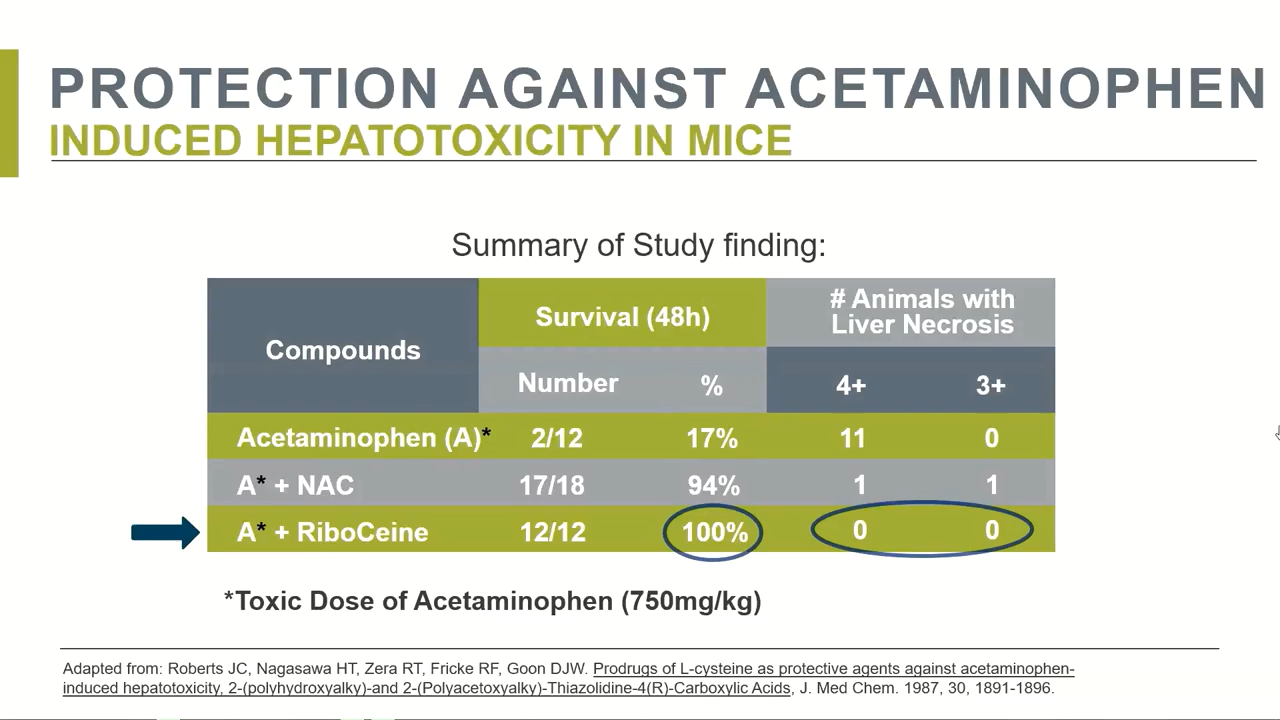 PROTECTION AGAINST ACETAMINOPHEN
INDUCED HEPATOTOXICITY IN MICE
Summary of Study finding:
Compounds
Survival (48h)
# Animals with
Liver Necrosis
Number % 4+ 3+
Acetaminophen (A)* 2/12 17% 11 0
A* + NAC 17/18 94% 1 1
A* + RiboCeine 12/12 100% 0 0
*Toxic Dose of Acetaminophen (750mg/kg)
Adapted from: Roberts JC, Nagasawa HT, Zera RT, Fricke RF, Goon DJW. Prodrugs of L-cysteine as protective agents against acetaminophen-
induced hepatotoxicity, 2-(polyhydroxyalky)-and 2-(Polyacetoxyalky)-Thiazolidine-4(R)-Carboxylic Acids, J. Med Chem. 1987, 30, 1891-1896.